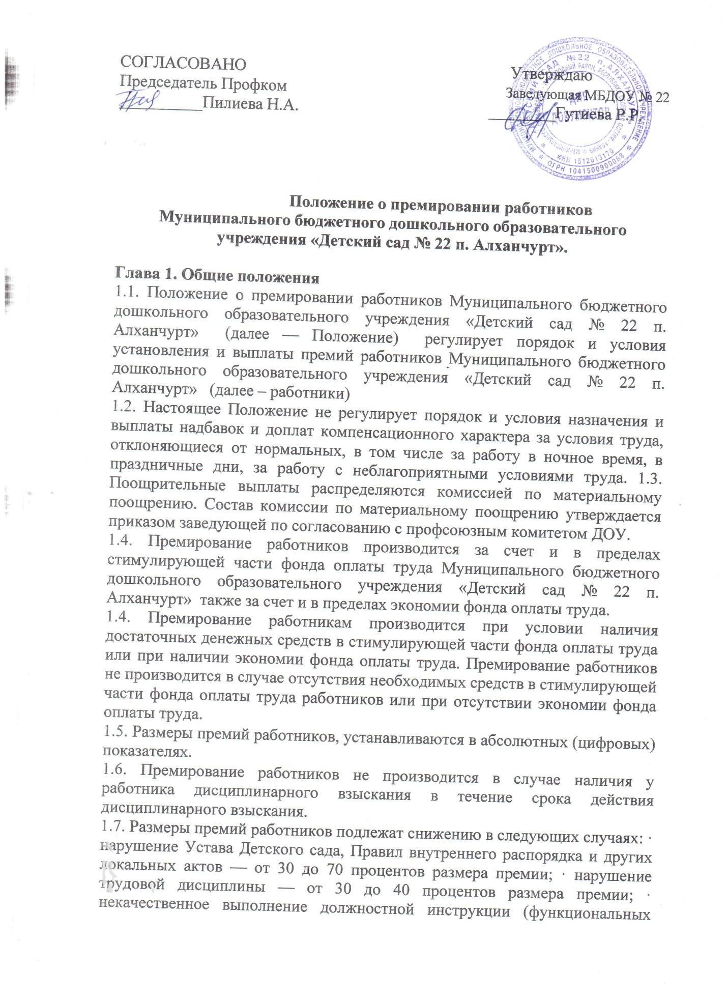 СОГЛАСОВАНО
Председатель Профком
__________Пилиева Н.А.
Утверждаю
Заведующая МБДОУ № 22
________Гутиева Р.Р.
ДЛЯ
ДОКУМЕНТОВ
ИНН 1512013170
ОГРН 1041500900088
Положение о премировании работников
Муниципального бюджетного дошкольного образовательного
учреждения «Детский сад № 22 п. Алханчурт».
Глава 1. Общие положения
1.1. Положение о премировании работников Муниципального бюджетного
дошкольного образовательного учреждения «Детский сад № 22 п.
Алханчурт» (далее — Положение) регулирует порядок и условия
установления и выплаты премий работников Муниципального бюджетного
дошкольного образовательного учреждения «Детский сад № 22 п.
Алханчурт» (далее – работники)
1.2. Настоящее Положение не регулирует порядок и условия назначения и
выплаты надбавок и доплат компенсационного характера за условия труда,
отклоняющиеся от нормальных, в том числе за работу в ночное время, в
праздничные дни, за работу с неблагоприятными условиями труда. 1.3.
Поощрительные выплаты распределяются комиссией по материальному
поощрению. Состав комиссии по материальному поощрению утверждается
приказом заведующей по согласованию с профсоюзным комитетом ДОУ.
1.4. Премирование работников производится за счет и в пределах
стимулирующей части фонда оплаты труда Муниципального бюджетного
дошкольного образовательного учреждения «Детский сад № 22 п.
Алханчурт» также за счет и в пределах экономии фонда оплаты труда.
1.4. Премирование работникам производится при условии наличия
достаточных денежных средств в стимулирующей части фонда оплаты труда
или при наличии экономии фонда оплаты труда. Премирование работников
не производится в случае отсутствия необходимых средств в стимулирующей
части фонда оплаты труда работников или при отсутствии экономии фонда
оплаты труда.
1.5. Размеры премий работников, устанавливаются в абсолютных (цифровых)
показателях.
1.6. Премирование работников не производится в случае наличия у
работника дисциплинарного взыскания в течение срока действия
дисциплинарного взыскания.
1.7. Размеры премий работников подлежат снижению в следующих случаях: ·
нарушение Устава Детского сада, Правил внутреннего распорядка и других
локальных актов — от 30 до 70 процентов размера премии; · нарушение
трудовой дисциплины — от 30 до 40 процентов размера премии; ·
некачественное выполнение должностной инструкции (функциональных